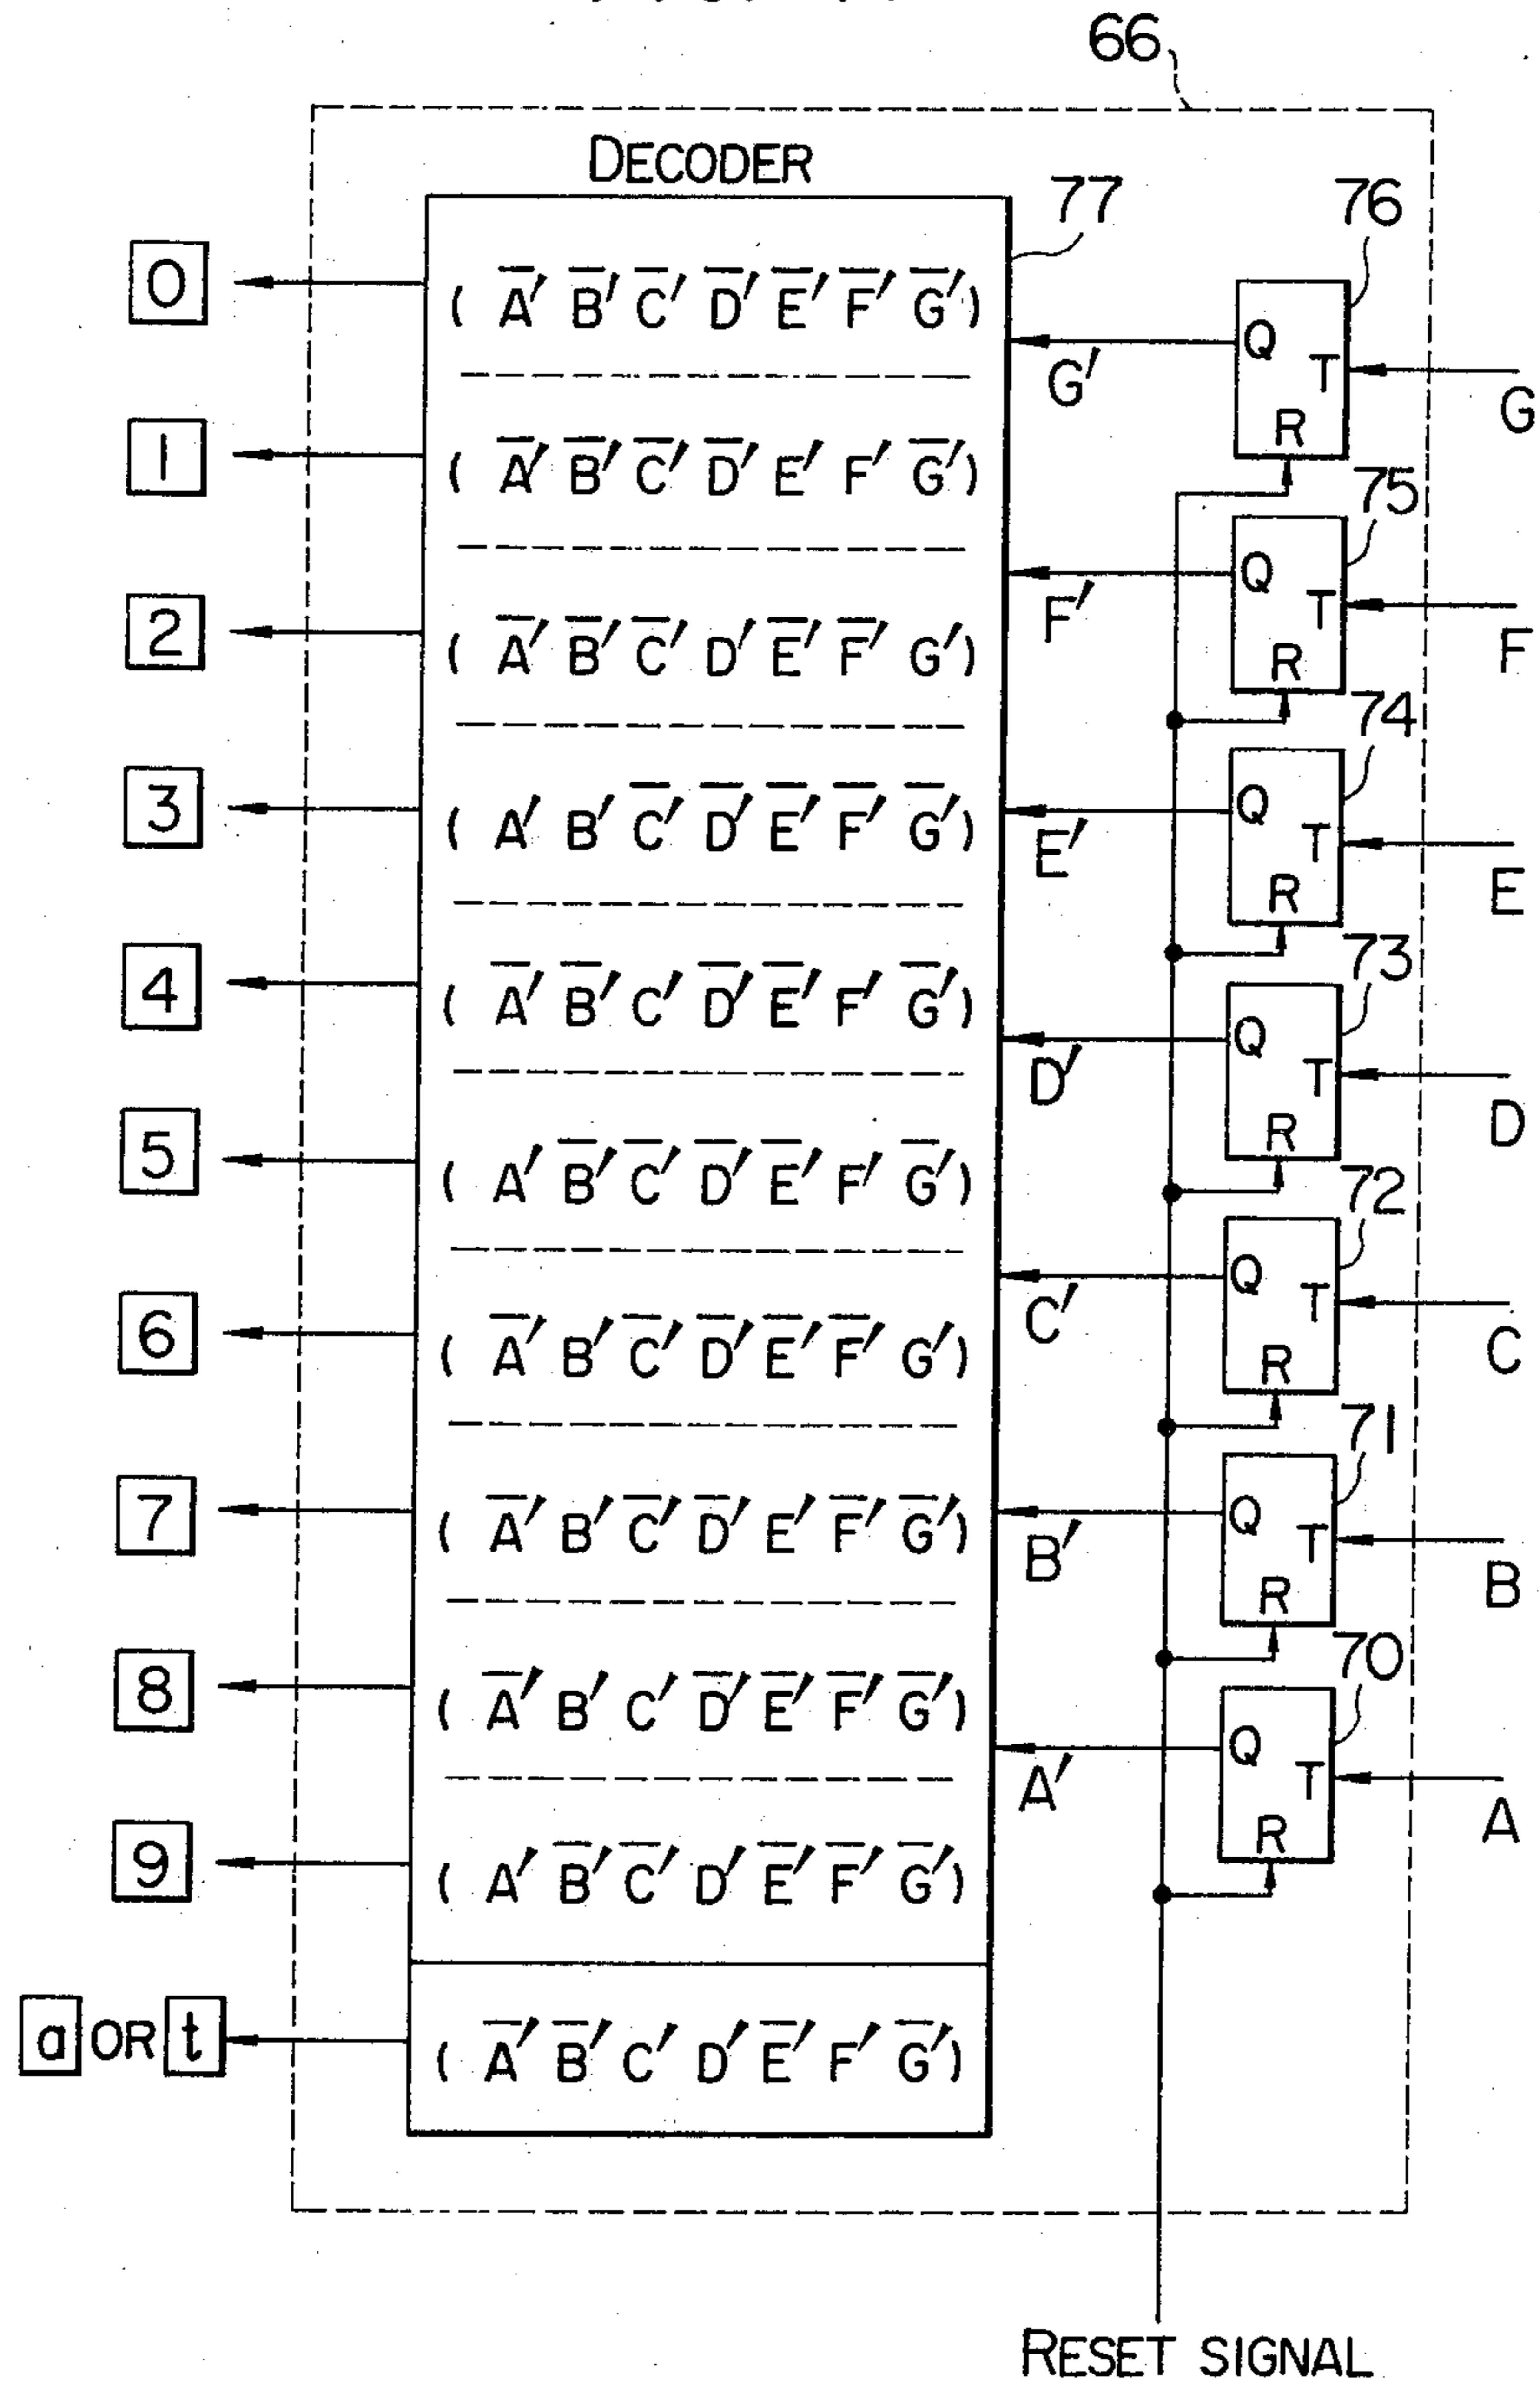 66
DECODER
77
76
0
( A̅′ B̅′ C̅′ D̅′ E̅′ F̅′ G̅′)
G′
Q
T
R
G
1
( A̅′ B̅′ C̅′ D̅′ E′ F′ G̅′)
75
F′
Q
T
R
F
2
( A̅′ B̅′ C̅′ D′ E̅′ F̅′ G′)
74
3
( A′ B′ C̅′ D̅′ E̅′ F̅′ G̅′)
E′
Q
T
R
E
4
( A̅′ B̅′ C′ D̅′ E̅′ F′ G̅′)
73
D′
Q
T
R
D
5
( A′ B̅′ C̅′ D̅′ E̅′ F′ G̅′)
72
C′
Q
T
R
C
6
( A̅′ B′ C̅′ D̅′ E̅′ F̅′ G′)
71
7
( A̅′ B′ C̅′ D̅′ E′ F̅′ G̅′)
B′
Q
T
R
B
8
( A̅′ B′ C′ D̅′ E̅′ F̅′ G̅′)
70
A′
Q
T
R
A
9
( A′ B̅′ C̅′ D′ E̅′ F̅′ G̅′)
a OR t
( A̅′ B̅′ C′ D′ E̅′ F′ G̅′)
RESET SIGNAL